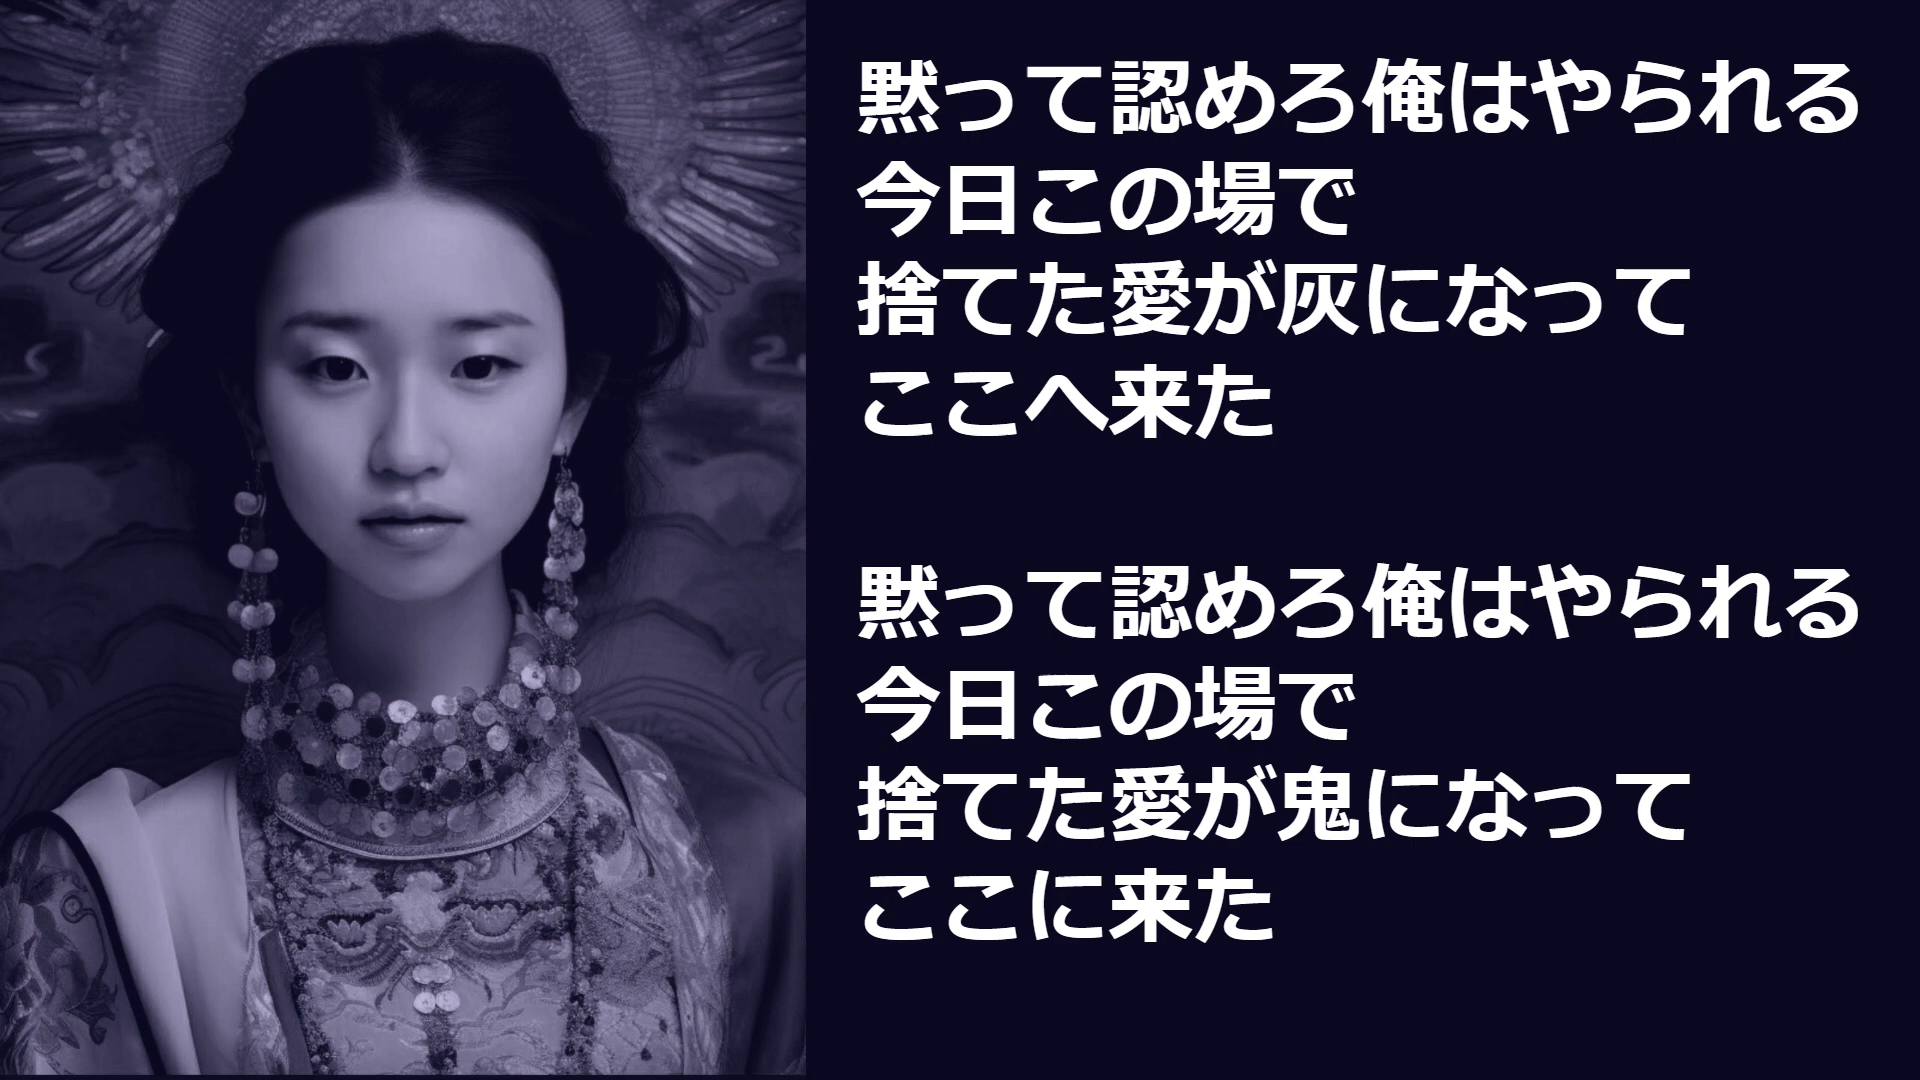 黙って認めろ俺はやられる
今日この場で
捨てた愛が灰になって
ここへ来た
黙って認めろ俺はやられる
今日この場で
捨てた愛が鬼になって
ここに来た